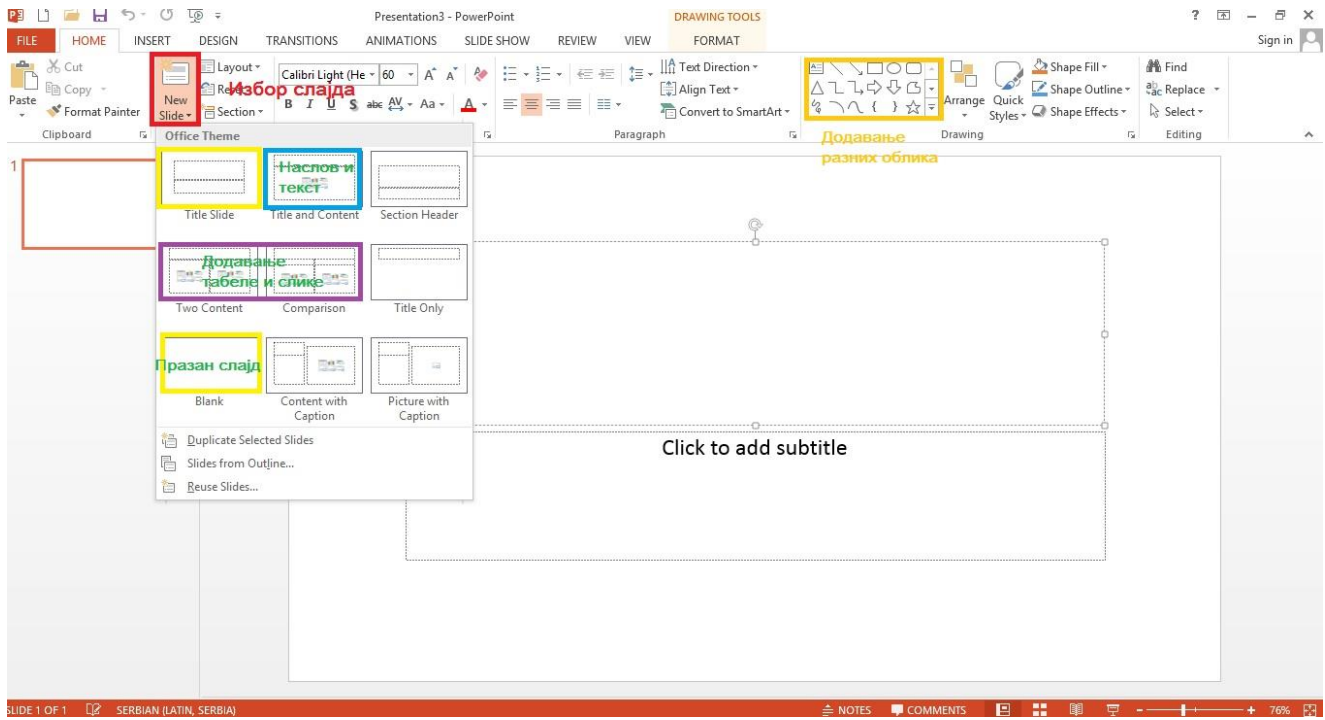 Presentation3 - PowerPoint
DRAWING TOOLS
?
FILE HOME INSERT DESIGN TRANSITIONS ANIMATIONS SLIDE SHOW REVIEW VIEW FORMAT Sign in
Cut
Copy
Format Painter
Paste
Clipboard
New
Slide
Layout
Section
Избор слајда
Calibri Light (He 60
B I U S abc AV Aa A
Text Direction
Align Text
Convert to SmartArt
Paragraph
Arrange
Quick
Styles
Shape Fill
Shape Outline
Shape Effects
Drawing
Додавање
разних облика
Find
Replace
Select
Editing
Office Theme
Наслов и
текст
Title Slide Title and Content Section Header
Додавање
табеле и слике
Two Content Comparison Title Only
Празан слајд
Blank Content with
Caption Picture with
Caption
Duplicate Selected Slides
Slides from Outline...
Reuse Slides...
1
Click to add subtitle
SLIDE 1 OF 1 SERBIAN (LATIN, SERBIA) NOTES COMMENTS 76%